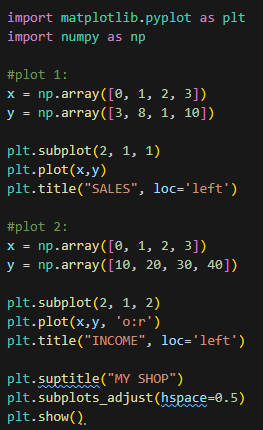 import matplotlib.pyplot as plt
import numpy as np
#plot 1:
x = np.array([0, 1, 2, 3])
y = np.array([3, 8, 1, 10])
plt.subplot(2, 1, 1)
plt.plot(x,y)
plt.title("SALES", loc='left')
#plot 2:
x = np.array([0, 1, 2, 3])
y = np.array([10, 20, 30, 40])
plt.subplot(2, 1, 2)
plt.plot(x,y, 'o:r')
plt.title("INCOME", loc='left')
plt.suptitle("MY SHOP")
plt.subplots_adjust(hspace=0.5)
plt.show()